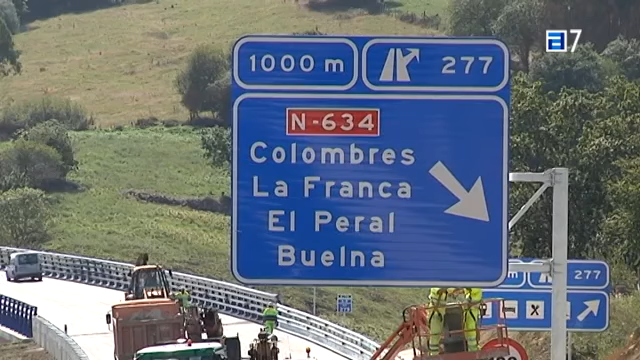 a7
1000 m 277
N-634
Colombres
La Franca
El Peral
Buelna
m 277